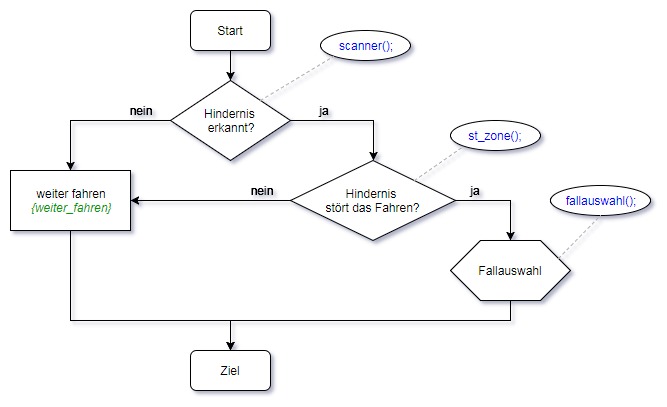 Start
scanner();
Hindernis
erkannt?
nein
ja
st_zone();
weiter fahren
{weiter_fahren}
nein
Hindernis
stört das Fahren?
ja
fallauswahl();
Fallauswahl
Ziel